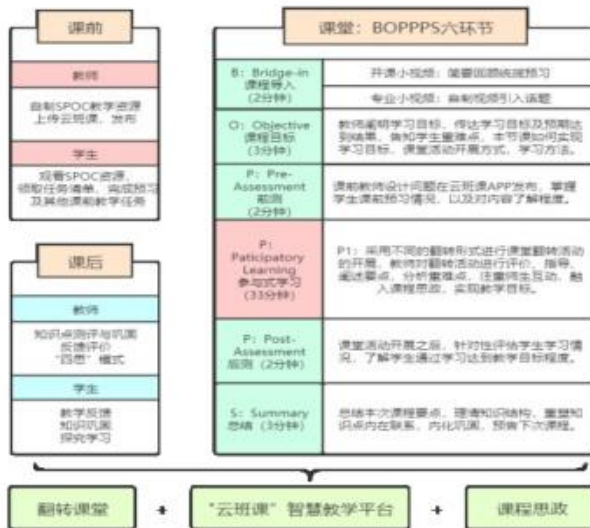 课前
教师
自制SPOC教学资源
上传云班课、发布
学生
观看SPOC资源,
领取任务清单、完成预习
及其他课前教学任务
课后
教师
知识点测评与巩固
反馈评价
“四思”模式
学生
教学反馈
知识巩固
探究学习
课堂：BOPPPS六环节
B：Bridge-in
课程导入
(2分钟)
开课小视频：简要回顾统提预习
专业小视频：自制视频引入话题
O：Objective
课程目标
(3分钟)
教师阐明学习目标，传达学习目标及预期达
到结果，告知学生重难点，本节课如何实现
学习目标，课堂活动开展方式，学习方法。
P：Pre-
Assessment
前测
(2分钟)
课前教师设计问题在云班课APP发布，掌握
学生课前预习情况，以及对内容了解程度。
P：
Paticipatory
Learning
参与式学习
(33分钟)
P1：采用不同的翻转形式进行课堂翻转活动
的开展，教师对翻转活动进行评价，指导，
阐述要点，分析重难点，注重师生互动，融
入课程思政，实现教学目标。
P：Post-
Assessment
后测 (2分钟)
课堂活动开展之后，针对性评估学生学习情
况，了解学生通过学习达到教学目标程度。
S：Summary
总结 (3分钟)
总结本次课程要点，理清知识结构，重塑知
识点内在联系，内化巩固，预告下次课程。
翻转课堂 + “云班课”智慧教学平台 + 课程思政